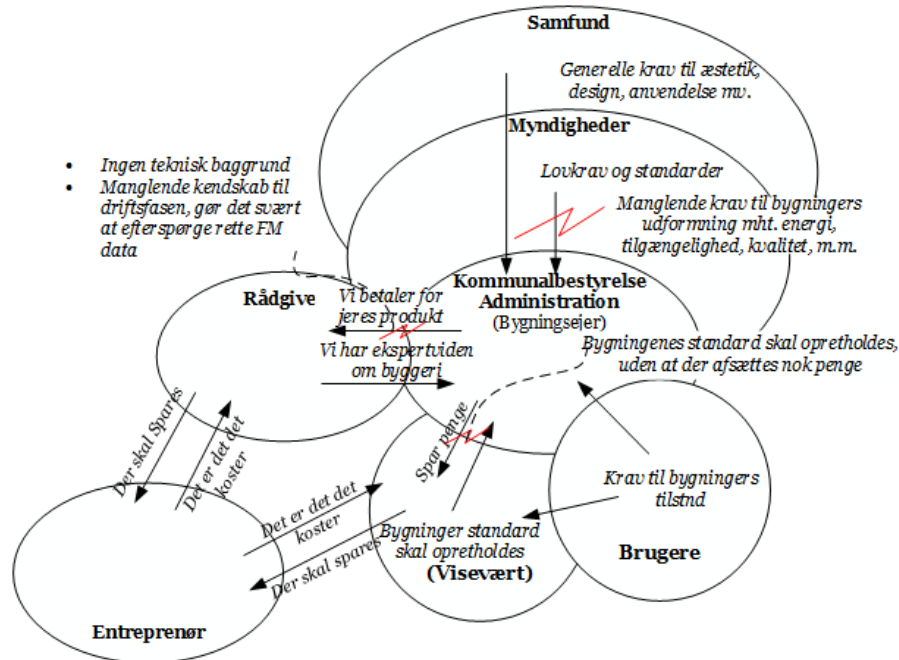 Samfund
Generelle krav til æstetik,
design, anvendelse mv.
Myndigheder
Lovkrav og standarder
Manglende krav til bygningers
udformning mht. energi,
tilgængelighed, kvalitet, m.m.
• Ingen teknisk baggrund
• Manglende kendskab til
driftsfasen, gør det svært
at efterspørge rette FM
data
Rådgive
Vi betaler for
jeres produkt
Vi har ekspertviden
om byggeri
Kommunalbestyrelse
Administration
(Bygningsejer)
Bygningenes standard skal opretholdes,
uden at der afsættes nok penge
Der skal Spares
Det er det det
koster
Spar penge
Krav til bygningers
tilstnd
Brugere
Det er det det
koster
Der skal spares
Bygninger standard
skal opretholdes
(Visevært)
Entreprenør